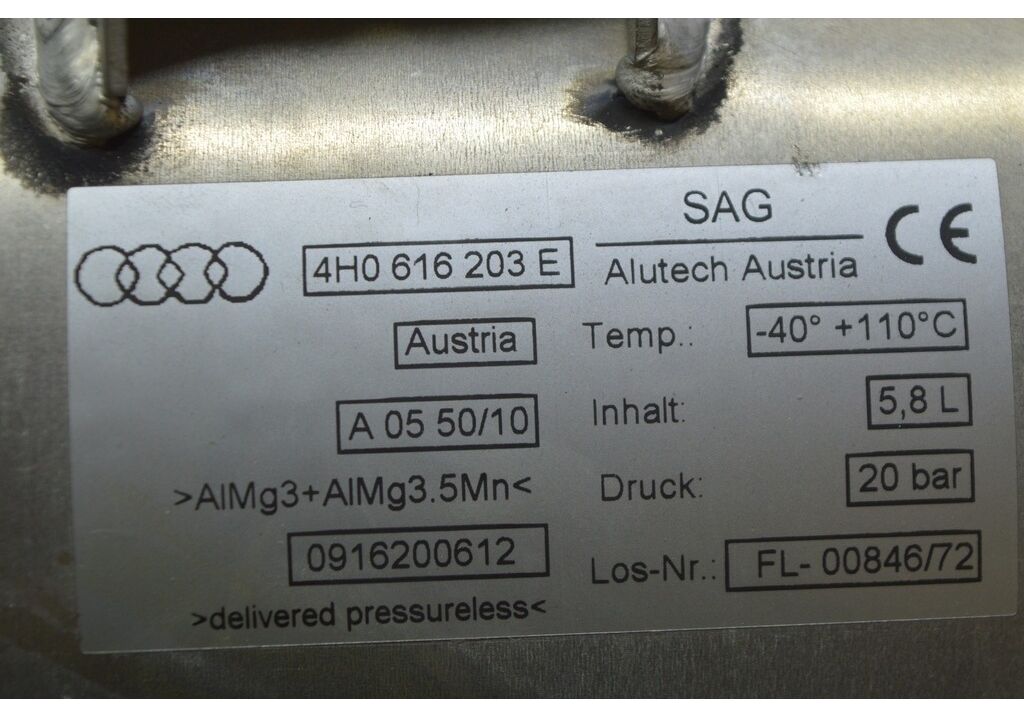 4H0 616 203 E
Austria
A 05 50/10
>AlMg3+AlMg3.5Mn<
0916200612
>delivered pressureless<
SAG
Alutech Austria
CE
Temp.: -40° +110°C
Inhalt: 5,8 L
Druck: 20 bar
Los-Nr.: FL- 00846/72